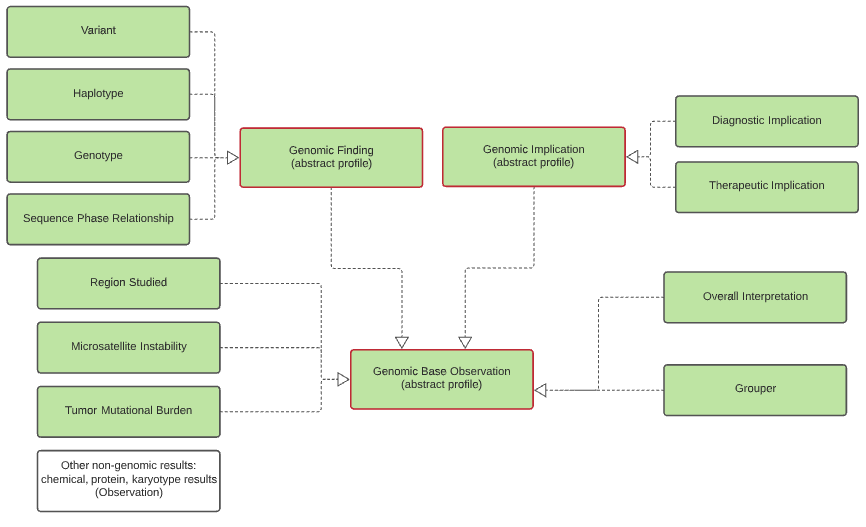 Variant
Haplotype
Genotype
Sequence Phase Relationship
Genomic Finding
(abstract profile)
Genomic Implication
(abstract profile)
Diagnostic Implication
Therapeutic Implication
Region Studied
Microsatellite Instability
Tumor Mutational Burden
Other non-genomic results:
chemical, protein, karyotype results
(Observation)
Genomic Base Observation
(abstract profile)
Overall Interpretation
Grouper